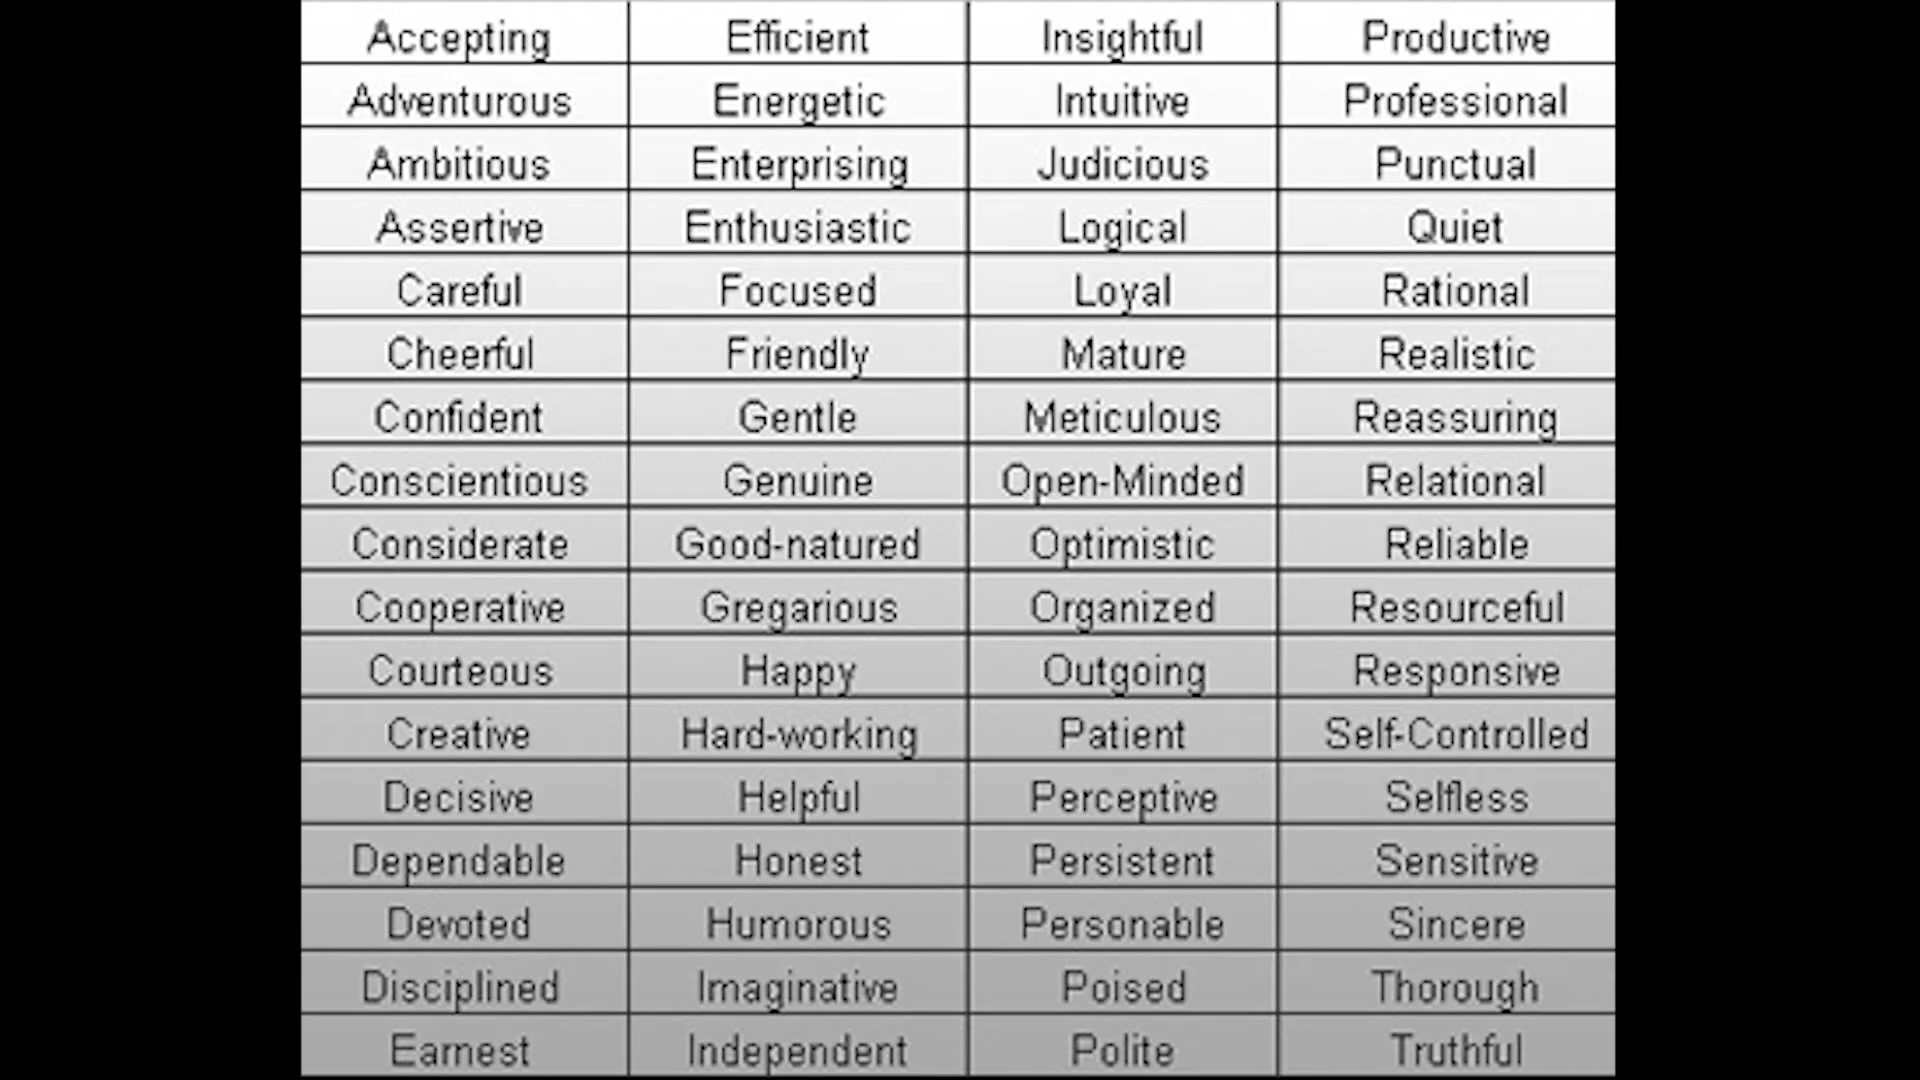 Accepting Efficient Insightful Productive
Adventurous Energetic Intuitive Professional
Ambitious Enterprising Judicious Punctual
Assertive Enthusiastic Logical Quiet
Careful Focused Loyal Rational
Cheerful Friendly Mature Realistic
Confident Gentle Meticulous Reassuring
Conscientious Genuine Open-Minded Relational
Considerate Good-natured Optimistic Reliable
Cooperative Gregarious Organized Resourceful
Courteous Happy Outgoing Responsive
Creative Hard-working Patient Self-Controlled
Decisive Helpful Perceptive Selfless
Dependable Honest Persistent Sensitive
Devoted Humorous Personable Sincere
Disciplined Imaginative Poised Thorough
Earnest Independent Polite Truthful